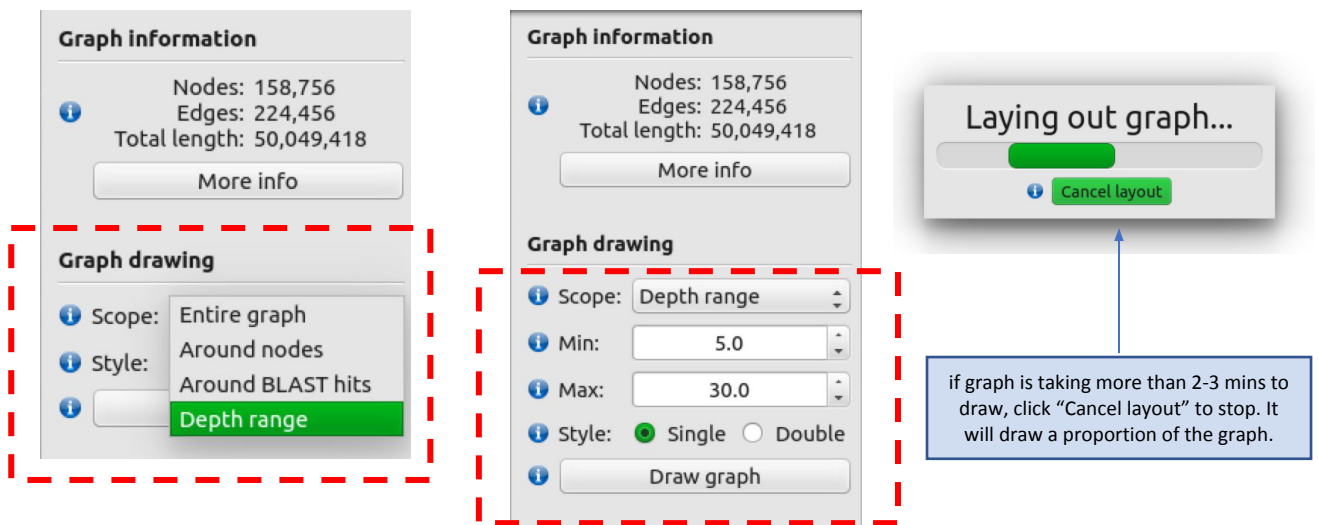 Graph information
Nodes: 158,756
Edges: 224,456
Total length: 50,049,418
More info
Graph drawing
Scope:
Entire graph
Around nodes
Style:
Around BLAST hits
Depth range
Graph information
Nodes: 158,756
Edges: 224,456
Total length: 50,049,418
More info
Graph drawing
Scope: Depth range
Min: 5.0
Max: 30.0
Style: Single Double
Draw graph
Laying out graph...
Cancel layout
if graph is taking more than 2-3 mins to
draw, click “Cancel layout” to stop. It
will draw a proportion of the graph.